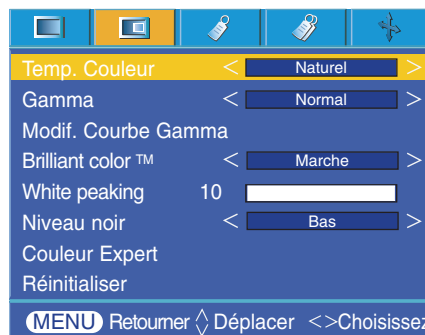 Temp. Couleur < Naturel >
Gamma < Normal >
Modif. Courbe Gamma
Brilliant color ™ < Marche >
White peaking 10
Niveau noir < Bas >
Couleur Expert
Réinitialiser
MENU Retourner Déplacer <>Choisissez